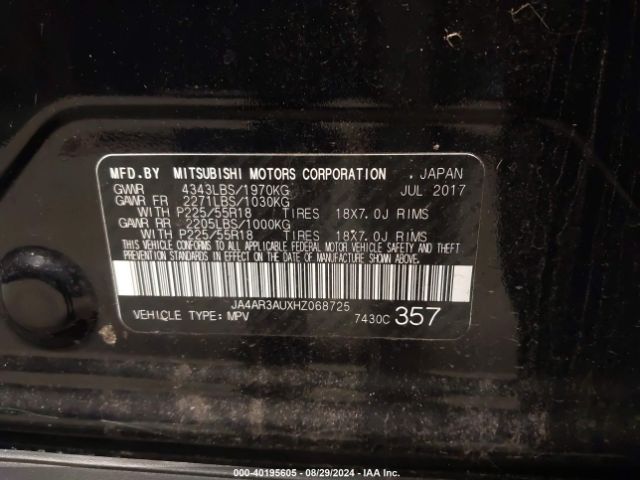 MFD.BY MITSUBISHI MOTORS CORPORATION . JAPAN
GVWR 4343LBS/1970KG JUL 2017
GAWR FR 2271LBS/1030KG
WITH P225/55R18 TIRES 18X7.0J RIMS
GAWR RR 2205LBS/1000KG
WITH P225/55R18 TIRES 18X7.0J RIMS
THIS VEHICLE CONFORMS TO ALL APPLICABLE FEDERAL MOTOR VEHICLE SAFETY AND THEFT
PREVENTION STANDARDS IN EFFECT ON THE DATE OF MANUFACTURE SHOWN ABOVE.
JA4AR3AUXHZ068725
VEHICLE TYPE: MPV 7430C 357
000-40195605 - 08/29/2024 - IAA Inc.